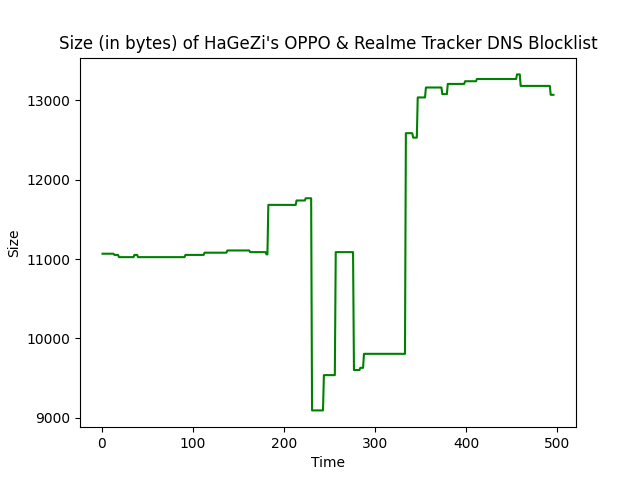 Size (in bytes) of HaGeZi's OPPO & Realme Tracker DNS Blocklist
13000
12000
11000
10000
9000
Size
0 100 200 300 400 500
Time